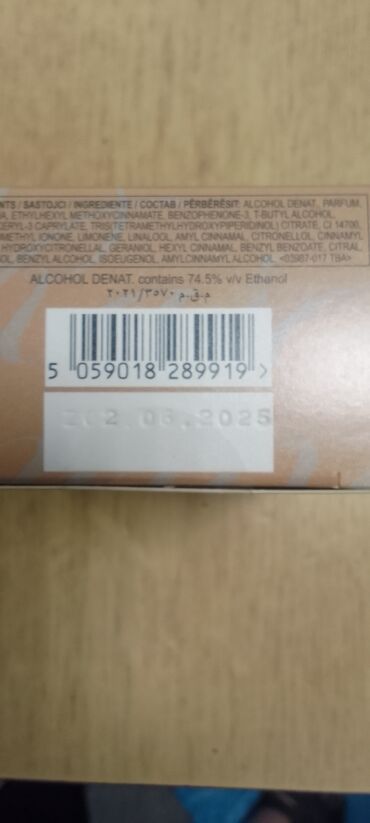 NTS / SASTOJCI / INGREDIENTE / СОСТАВ / PËRBËRËSIT: ALCOHOL DENAT., PARFUM,
ETHYLHEXYL METHOXYCINNAMATE, BENZOPHENONE-3, T-BUTYL ALCOHOL,
CERYL-3 CAPRYLATE, TRIS(TETRAMETHYLHYDROXYPIPERIDINOL) CITRATE, CI 14700,
METHYL IONONE, LIMONENE, LINALOOL, AMYL CINNAMAL, CITRONELLOL, CINNAMYL
HYDROXYCITRONELLAL, GERANIOL, HEXYL CINNAMAL, BENZYL BENZOATE, CITRAL,
OL, BENZYL ALCOHOL, ISOEUGENOL, AMYLCINNAMYL ALCOHOL. <03987-017 TBA>
ALCOHOL DENAT. contains 74.5% v/v Ethanol
م.ق.م ٢٠٢١/٣٥٧٠
5 059018 289919 >
2.06.2025